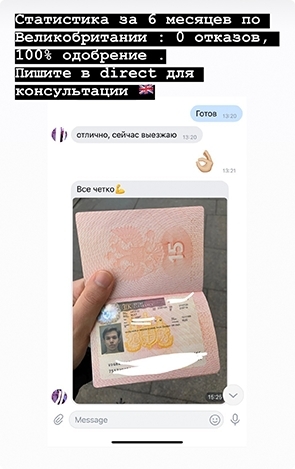 Статистика за 6 месяцев по
Великобритании : 0 отказов,
100% одобрение .
Пишите в direct для
консультации 🇬🇧
Готов 13:20
отлично, сейчас выезжаю 13:20
👌🏼 13:21
Все четко💪
15
15:25
Message